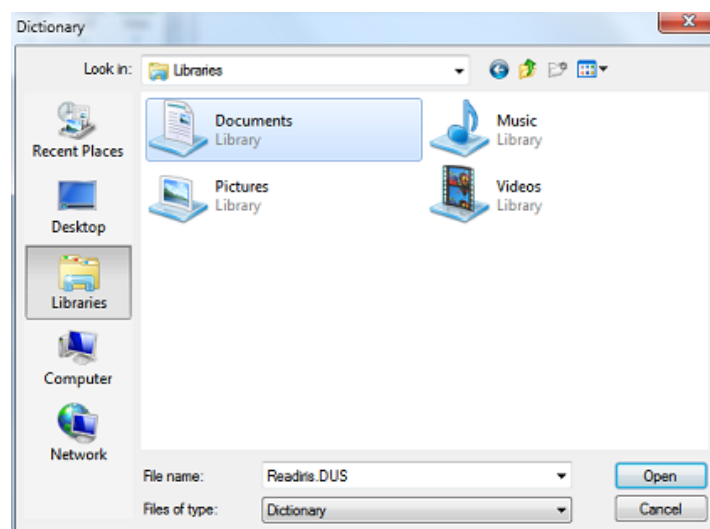 Dictionary
Look in: Libraries
Recent Places
Desktop
Libraries
Computer
Network
Documents
Library
Music
Library
Pictures
Library
Videos
Library
File name: Readiris.DUS Open
Files of type: Dictionary Cancel